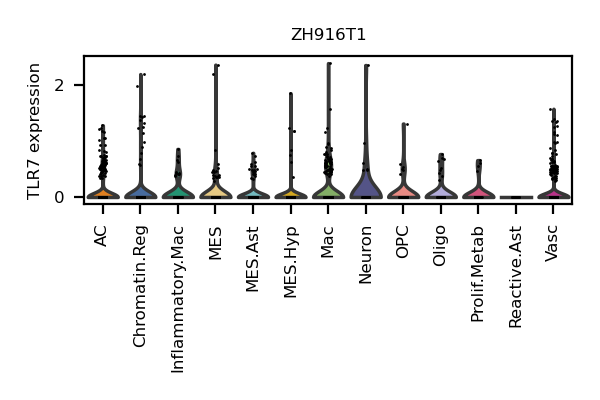 ZH916T1
TLR7 expression
2
0
AC
Chromatin.Reg
Inflammatory.Mac
MES
MES.Ast
MES.Hyp
Mac
Neuron
OPC
Oligo
Prolif.Metab
Reactive.Ast
Vasc